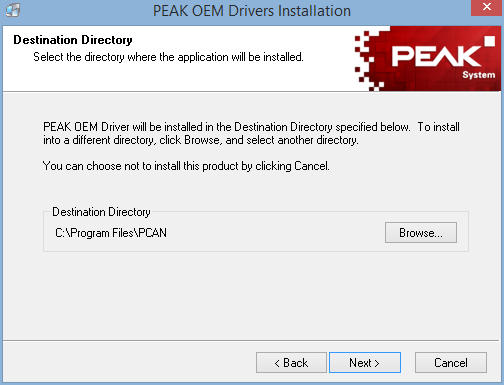 PEAK OEM Drivers Installation
Destination Directory
Select the directory where the application will be installed.
PEAK
System
PEAK OEM Driver will be installed in the Destination Directory specified below. To install
into a different directory, click Browse, and select another directory.
You can choose not to install this product by clicking Cancel.
Destination Directory
C:\Program Files\PCAN
Browse...
< Back
Next >
Cancel